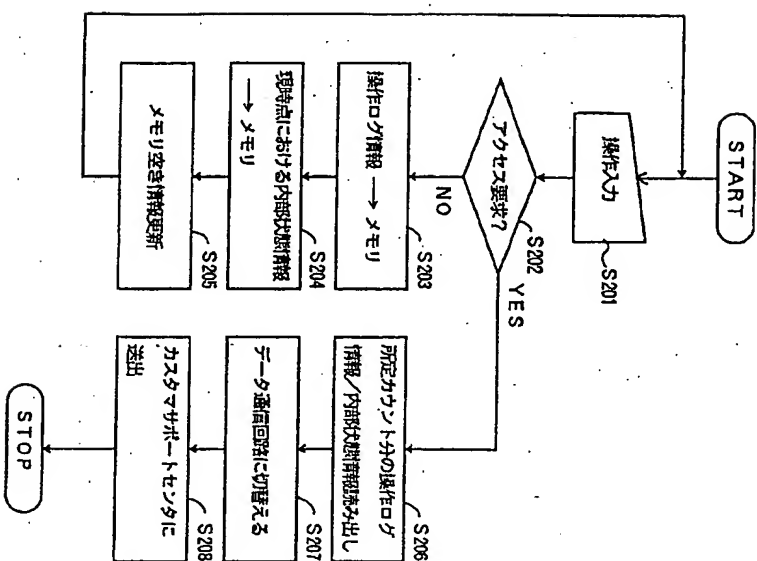 START
操作入力
S201
アクセス要求?
S202
NO
YES
操作ログ情報 → メモリ
S203
現時点における内部状態情報
→ メモリ
S204
メモリ空き情報更新
S205
所定カウント分の操作ログ
情報/内部状態情報読み出し
S206
データ通信回路に切替える
S207
カスタマサポートセンタに
送出
S208
STOP